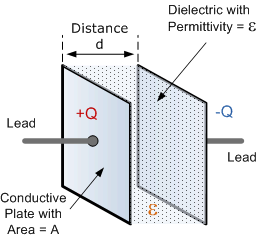 Distance
d
Dielectric with
Permittivity = ε
+Q
-Q
Lead
Lead
Conductive
Plate with
Area = A
ε